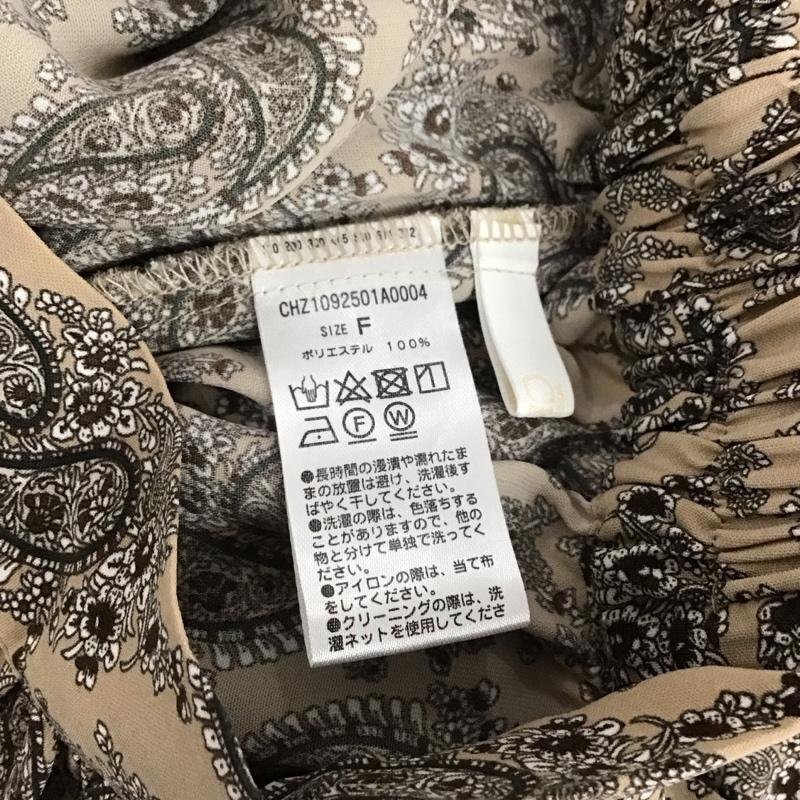 CHZ1092501A0004
SIZE F
ポリエステル 100%
F W
●長時間の浸漬や濡れたま
まの放置は避け、洗濯後す
ばやく干してください。
●洗濯の際は、色落ちする
ことがありますので、他の
物と分けて単独で洗ってく
ださい。
●アイロンの際は、当て布
をしてください。
●クリーニングの際は、洗
濯ネットを使用してくださ